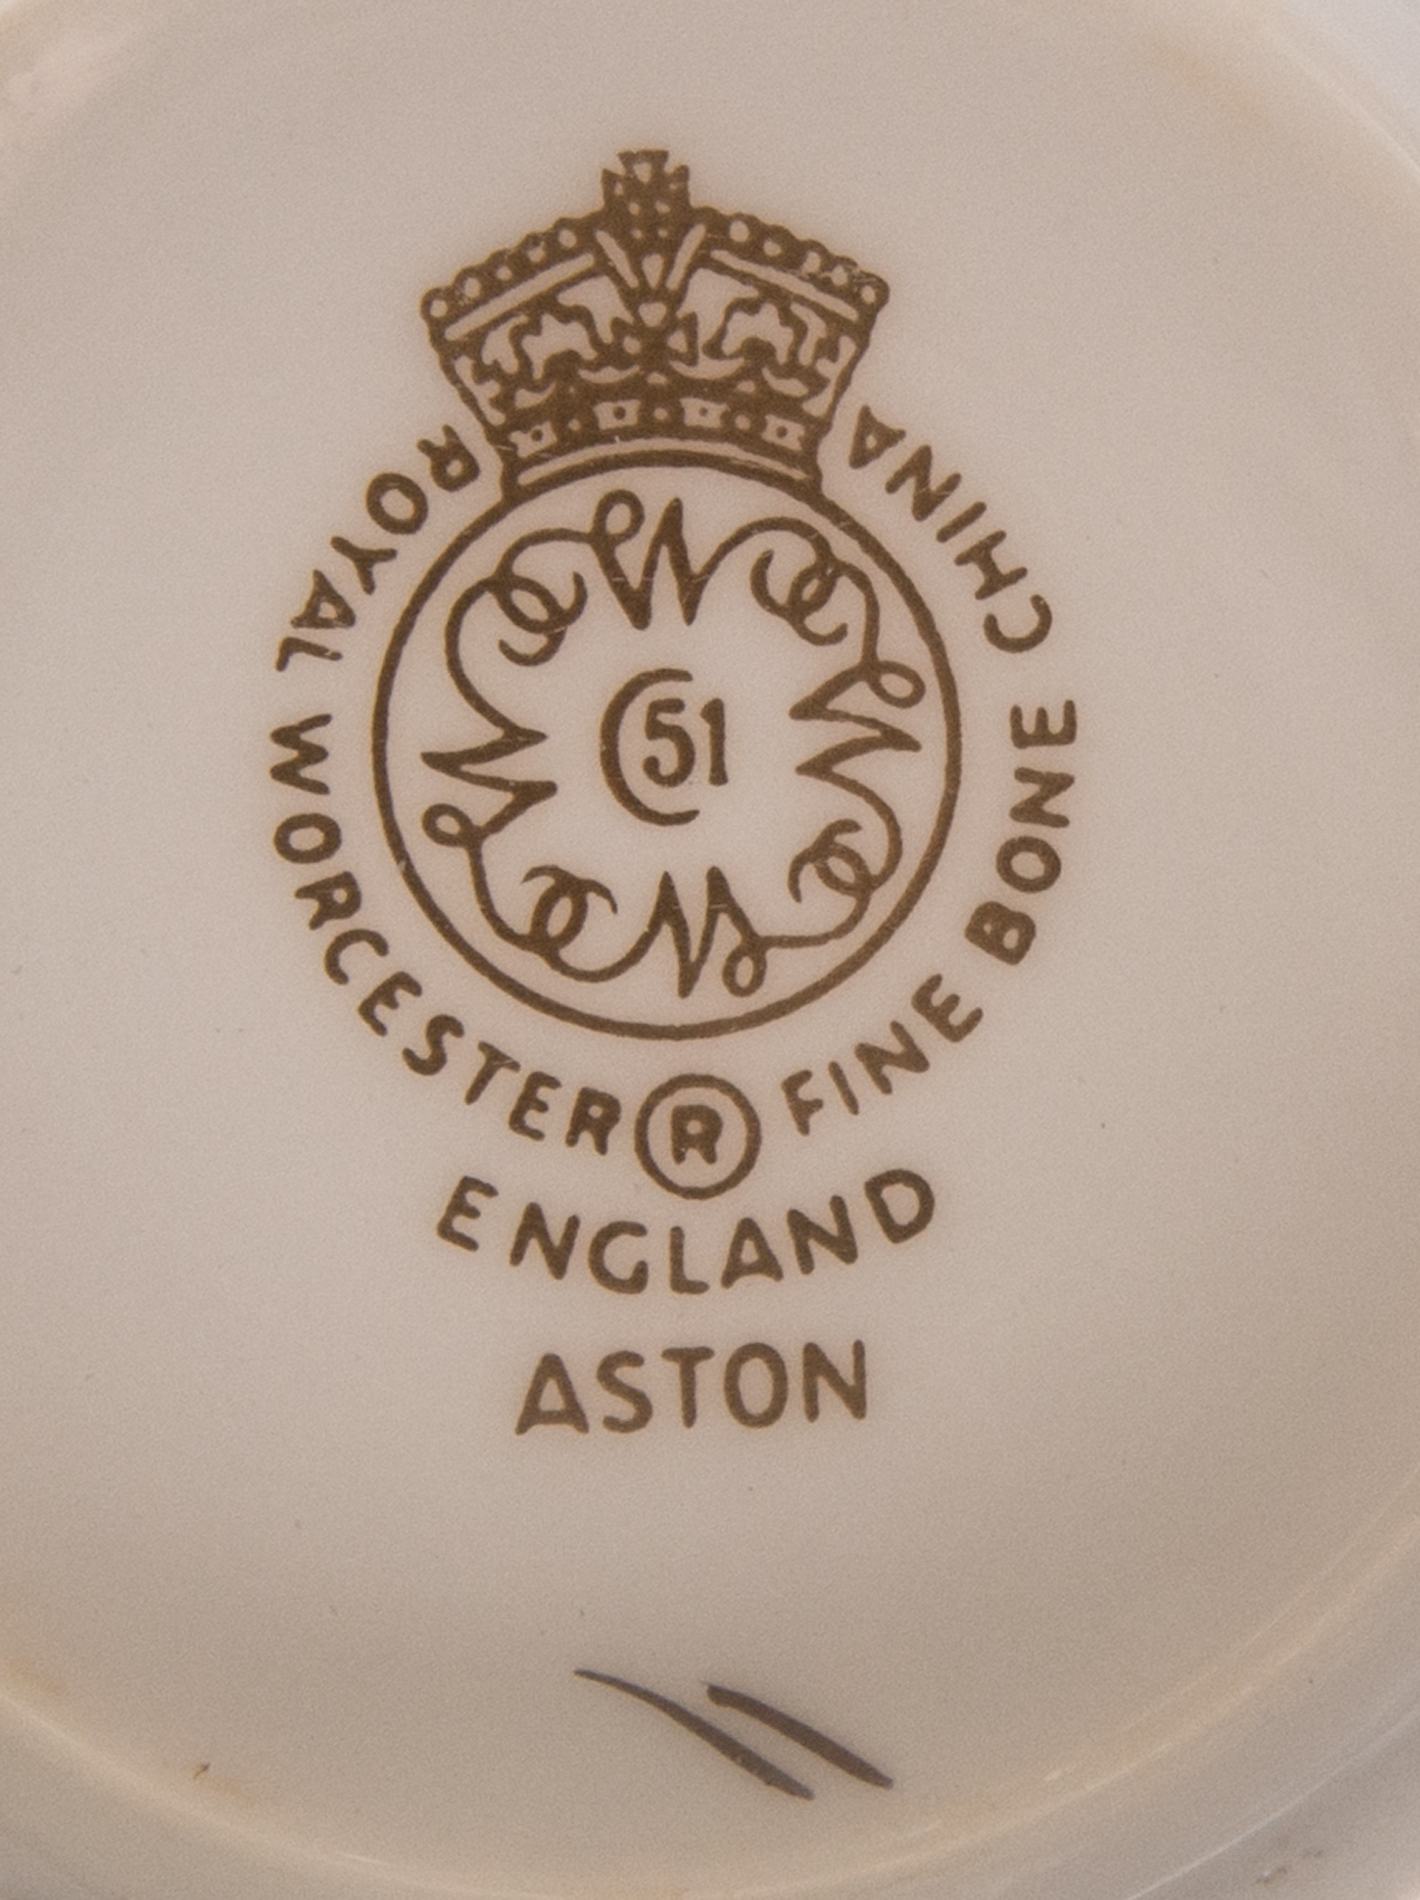 ROYAL WORCESTER ® FINE BONE CHINA
51
ENGLAND
ASTON